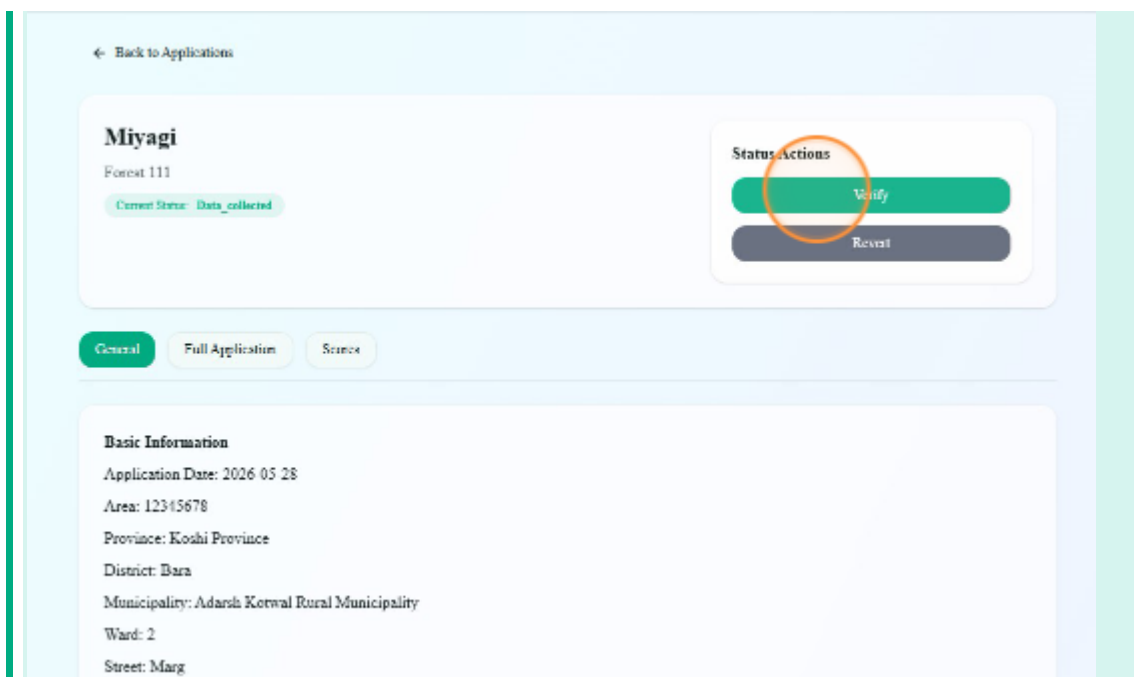 ← Back to Applications
Miyagi
Forest 111
Current Status: Data_collected
Status Actions
Verify
Revert
General
Full Application
Scores
Basic Information
Application Date: 2026-05-28
Area: 12345678
Province: Koshi Province
District: Bara
Municipality: Adarsh Kotwal Rural Municipality
Ward: 2
Street: Marg